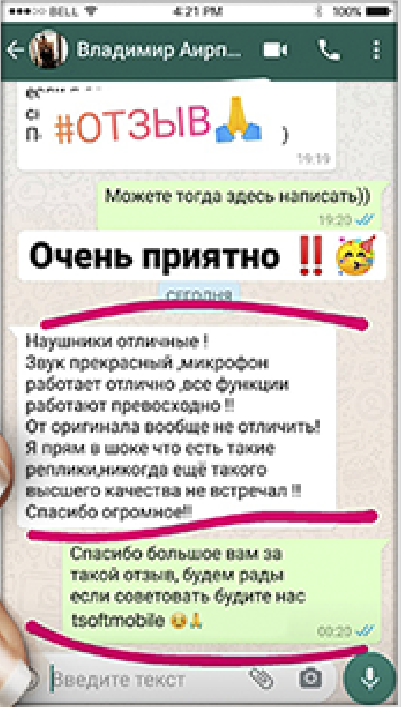 BELL 4:21 PM 100%
Владимир Аирп...
#ОТЗЫВ
)
19:19
Можете тогда здесь написать))
19:20
Очень приятно ‼️🥳
СЕГОДНЯ
Наушники отличные !
Звук прекрасный ,микрофон
работает отлично ,все функции
работают превосходно !!
От оригинала вообще не отличить!
Я прям в шоке что есть такие
реплики,никогда ещё такого
высшего качества не встречал !!
Спасибо огромное!!
Спасибо большое вам за
такой отзыв, будем рады
если советовать будите нас
tsoftmobile
00:20
Введите текст